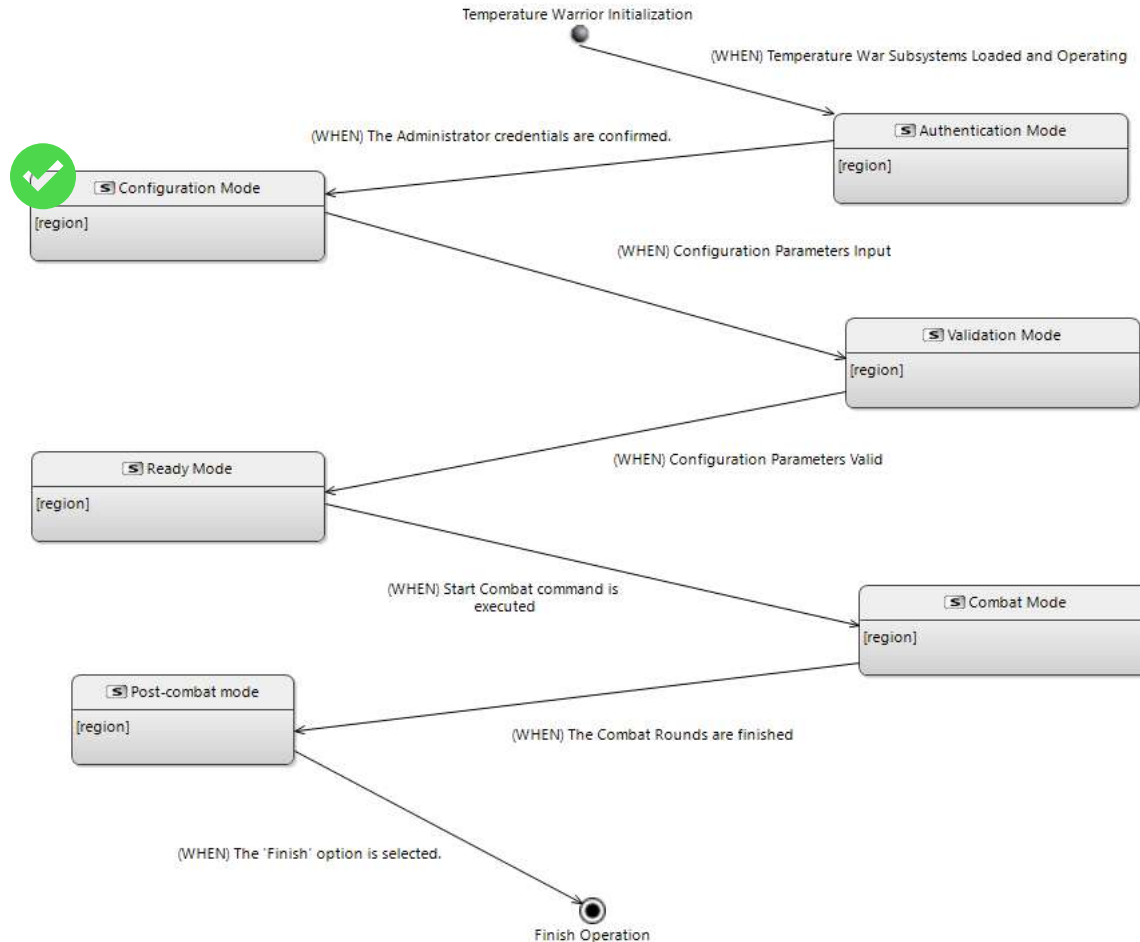 Temperature Warrior Initialization
(WHEN) Temperature War Subsystems Loaded and Operating
S Authentication Mode
[region]
(WHEN) The Administrator credentials are confirmed.
S Configuration Mode
[region]
(WHEN) Configuration Parameters Input
S Validation Mode
[region]
(WHEN) Configuration Parameters Valid
S Ready Mode
[region]
(WHEN) Start Combat command is
executed
S Combat Mode
[region]
S Post-combat mode
[region]
(WHEN) The Combat Rounds are finished
(WHEN) The 'Finish' option is selected.
Finish Operation